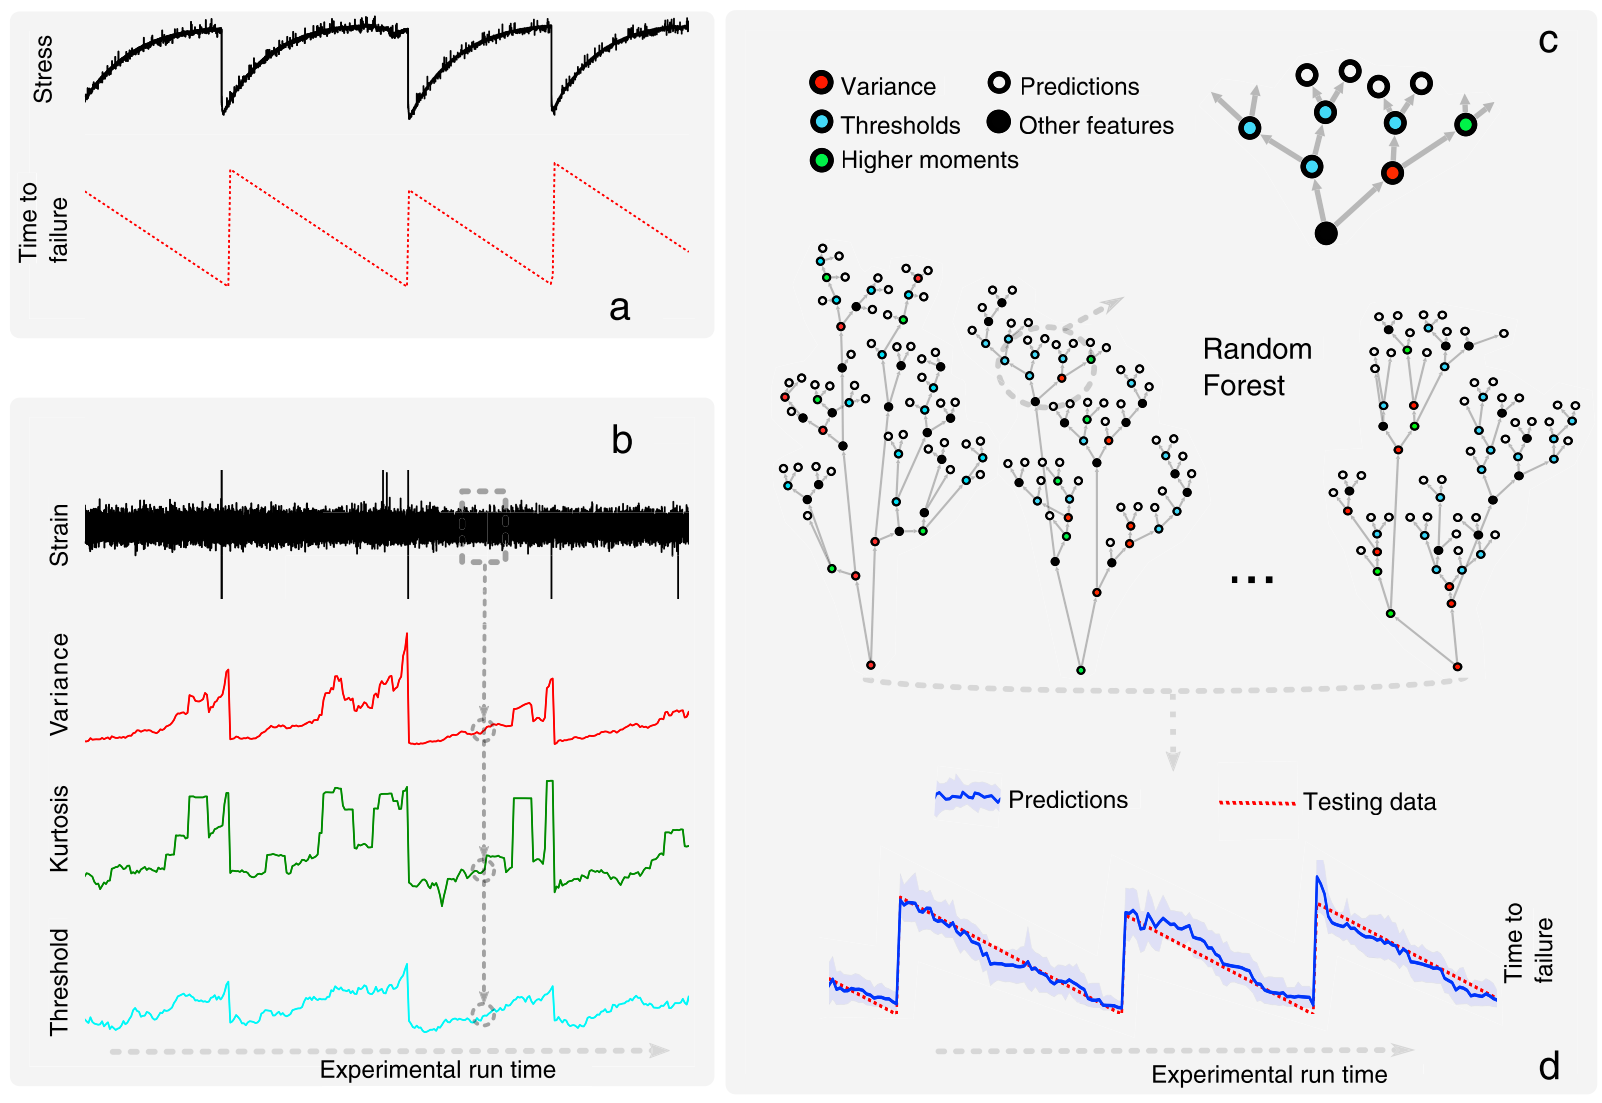 Stress
Time to
failure
a
b
Strain
Variance
Kurtosis
Threshold
Experimental run time
c
Variance
Predictions
Thresholds
Other features
Higher moments
Random
Forest
...
Predictions
Testing data
Time to
failure
d
Experimental run time